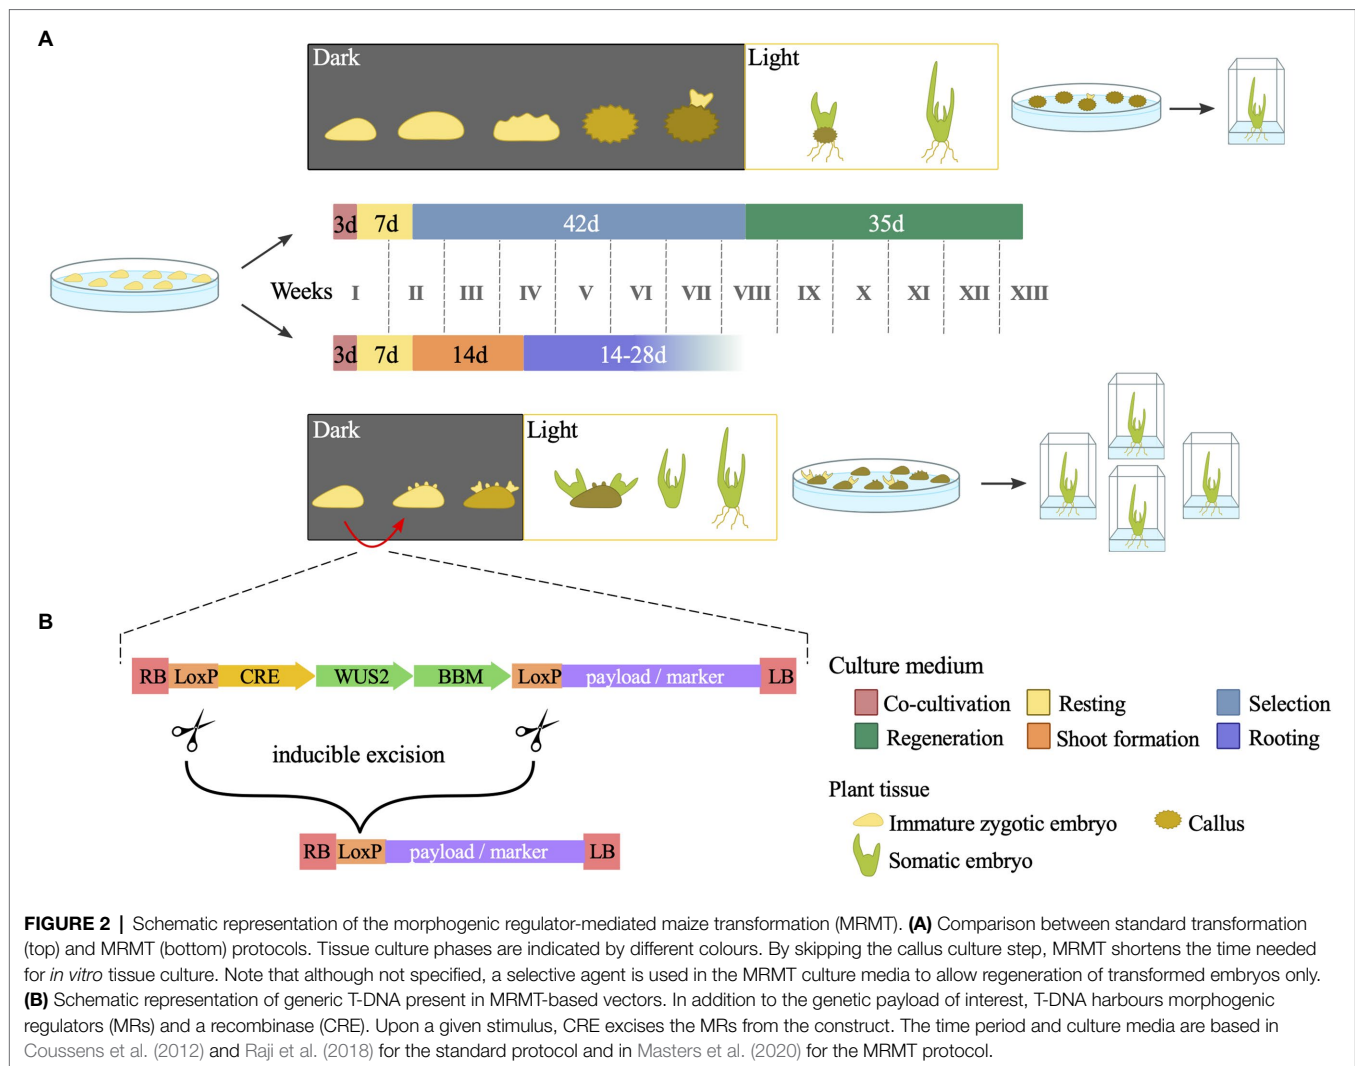 A
Dark
Light
3d 7d 42d 35d
Weeks I II III IV V VI VII VIII IX X XI XII XIII
3d 7d 14d 14-28d
Dark
Light
B
RB LoxP CRE WUS2 BBM LoxP payload / marker LB
inducible excision
RB LoxP payload / marker LB
Culture medium
Co-cultivation Resting Selection
Regeneration Shoot formation Rooting
Plant tissue
Immature zygotic embryo Callus
Somatic embryo
FIGURE 2 | Schematic representation of the morphogenic regulator-mediated maize transformation (MRMT). (A) Comparison between standard transformation
(top) and MRMT (bottom) protocols. Tissue culture phases are indicated by different colours. By skipping the callus culture step, MRMT shortens the time needed
for in vitro tissue culture. Note that although not specified, a selective agent is used in the MRMT culture media to allow regeneration of transformed embryos only.
(B) Schematic representation of generic T-DNA present in MRMT-based vectors. In addition to the genetic payload of interest, T-DNA harbours morphogenic
regulators (MRs) and a recombinase (CRE). Upon a given stimulus, CRE excises the MRs from the construct. The time period and culture media are based in
Coussens et al. (2012) and Raji et al. (2018) for the standard protocol and in Masters et al. (2020) for the MRMT protocol.